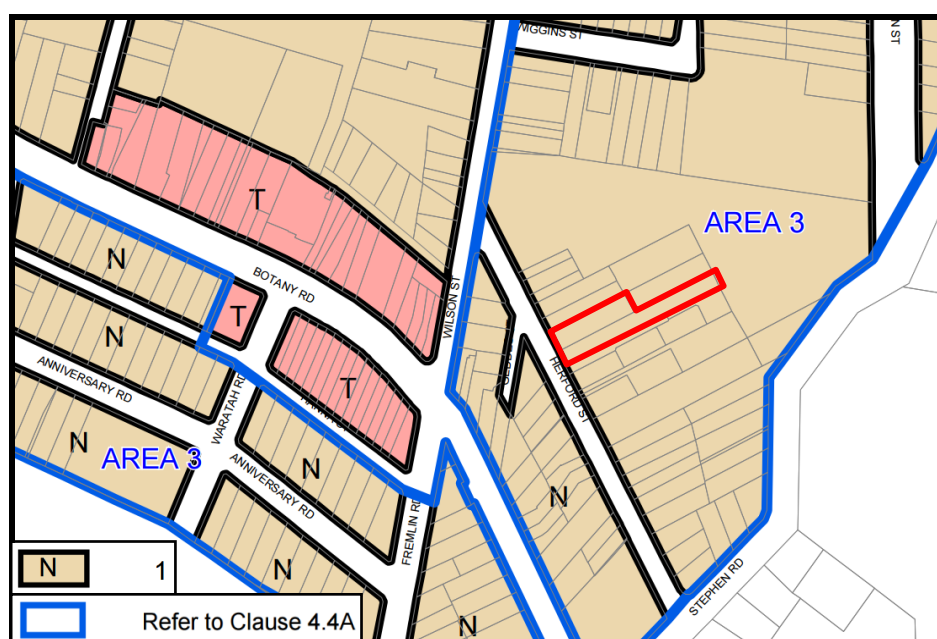 WIGGINS ST
N ST
T
AREA 3
N
BOTANY RD
WILSON ST
T
N
HERFORD ST
ANNIVERSARY RD
T
WARATAH RD
N
AREA 3
N
ANNIVERSARY RD
N
FREMLIN RD
N
STEPHEN RD
N
N 1
Refer to Clause 4.4A